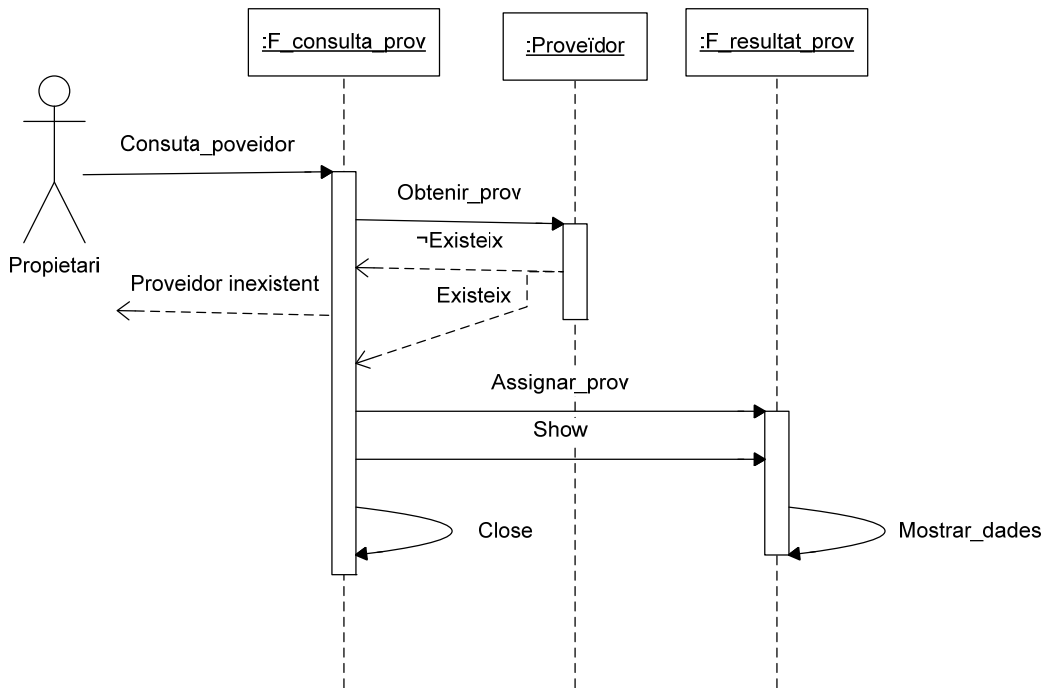 :F_consulta_prov
:Proveïdor
:F_resultat_prov
Consuta_poveidor
Obtenir_prov
¬Existeix
Propietari
Proveidor inexistent
Existeix
Assignar_prov
Show
Close
Mostrar_dades